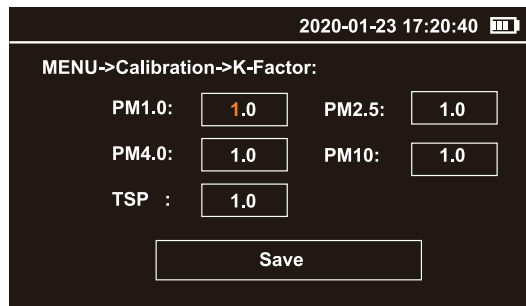 2020-01-23 17:20:40
MENU->Calibration->K-Factor:
PM1.0: 1.0 PM2.5: 1.0
PM4.0: 1.0 PM10: 1.0
TSP : 1.0
Save